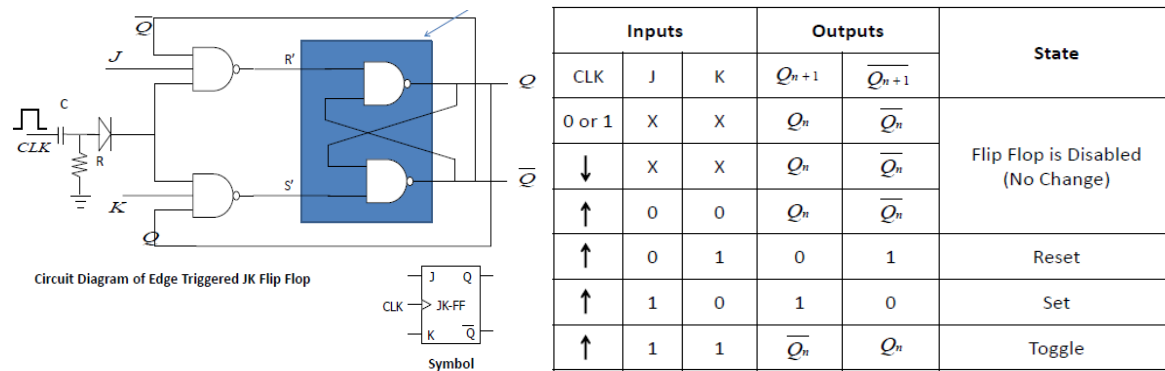 Q̅
J
R'
Q
C
CLK
R
K
S'
Q̅
Q
Circuit Diagram of Edge Triggered JK Flip Flop
J Q
CLK > JK-FF
K Q̅
Symbol
Inputs Outputs State
CLK J K Qₙ₊₁ Q̅ₙ₊₁
0 or 1 X X Qₙ Q̅ₙ Flip Flop is Disabled
(No Change)
↓ X X Qₙ Q̅ₙ
↑ 0 0 Qₙ Q̅ₙ
↑ 0 1 0 1 Reset
↑ 1 0 1 0 Set
↑ 1 1 Q̅ₙ Qₙ Toggle